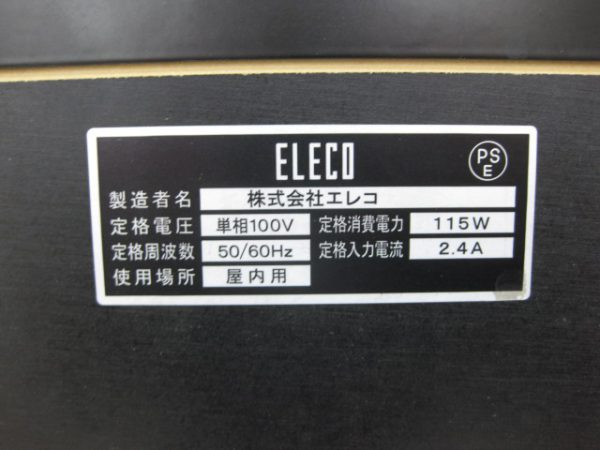 ELECO
PS
E
製造者名 株式会社エレコ
定格電圧 単相100V 定格消費電力 115W
定格周波数 50/60Hz 定格入力電流 2.4A
使用場所 屋内用